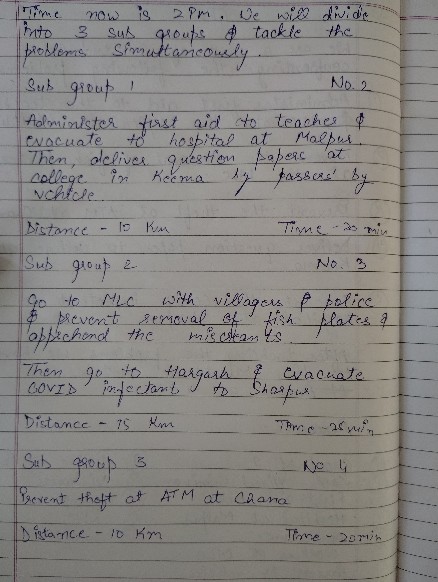 Time now is 2 Pm. We will divide
into 3 sub groups & tackle the
problems Simultaneously.
Sub group 1 No. 2
Administer first aid to teaches &
evacuate to hospital at Malpur.
Then, deliver question papers at
college in Keema by passers by
vehicle.
Distance - 10 Km Time - 20 min
Sub group 2 No. 3
go to MLC with villagers & police
& prevent removal of fish plates &
apprehend the miscreants.
Then go to Hargarh & evacuate
COVID infectant to Sharpur
Distance - 15 Km Time - 25 min
Sub group 3 No 4
Prevent theft at ATM at Chana
Distance - 10 Km Time - 20 min